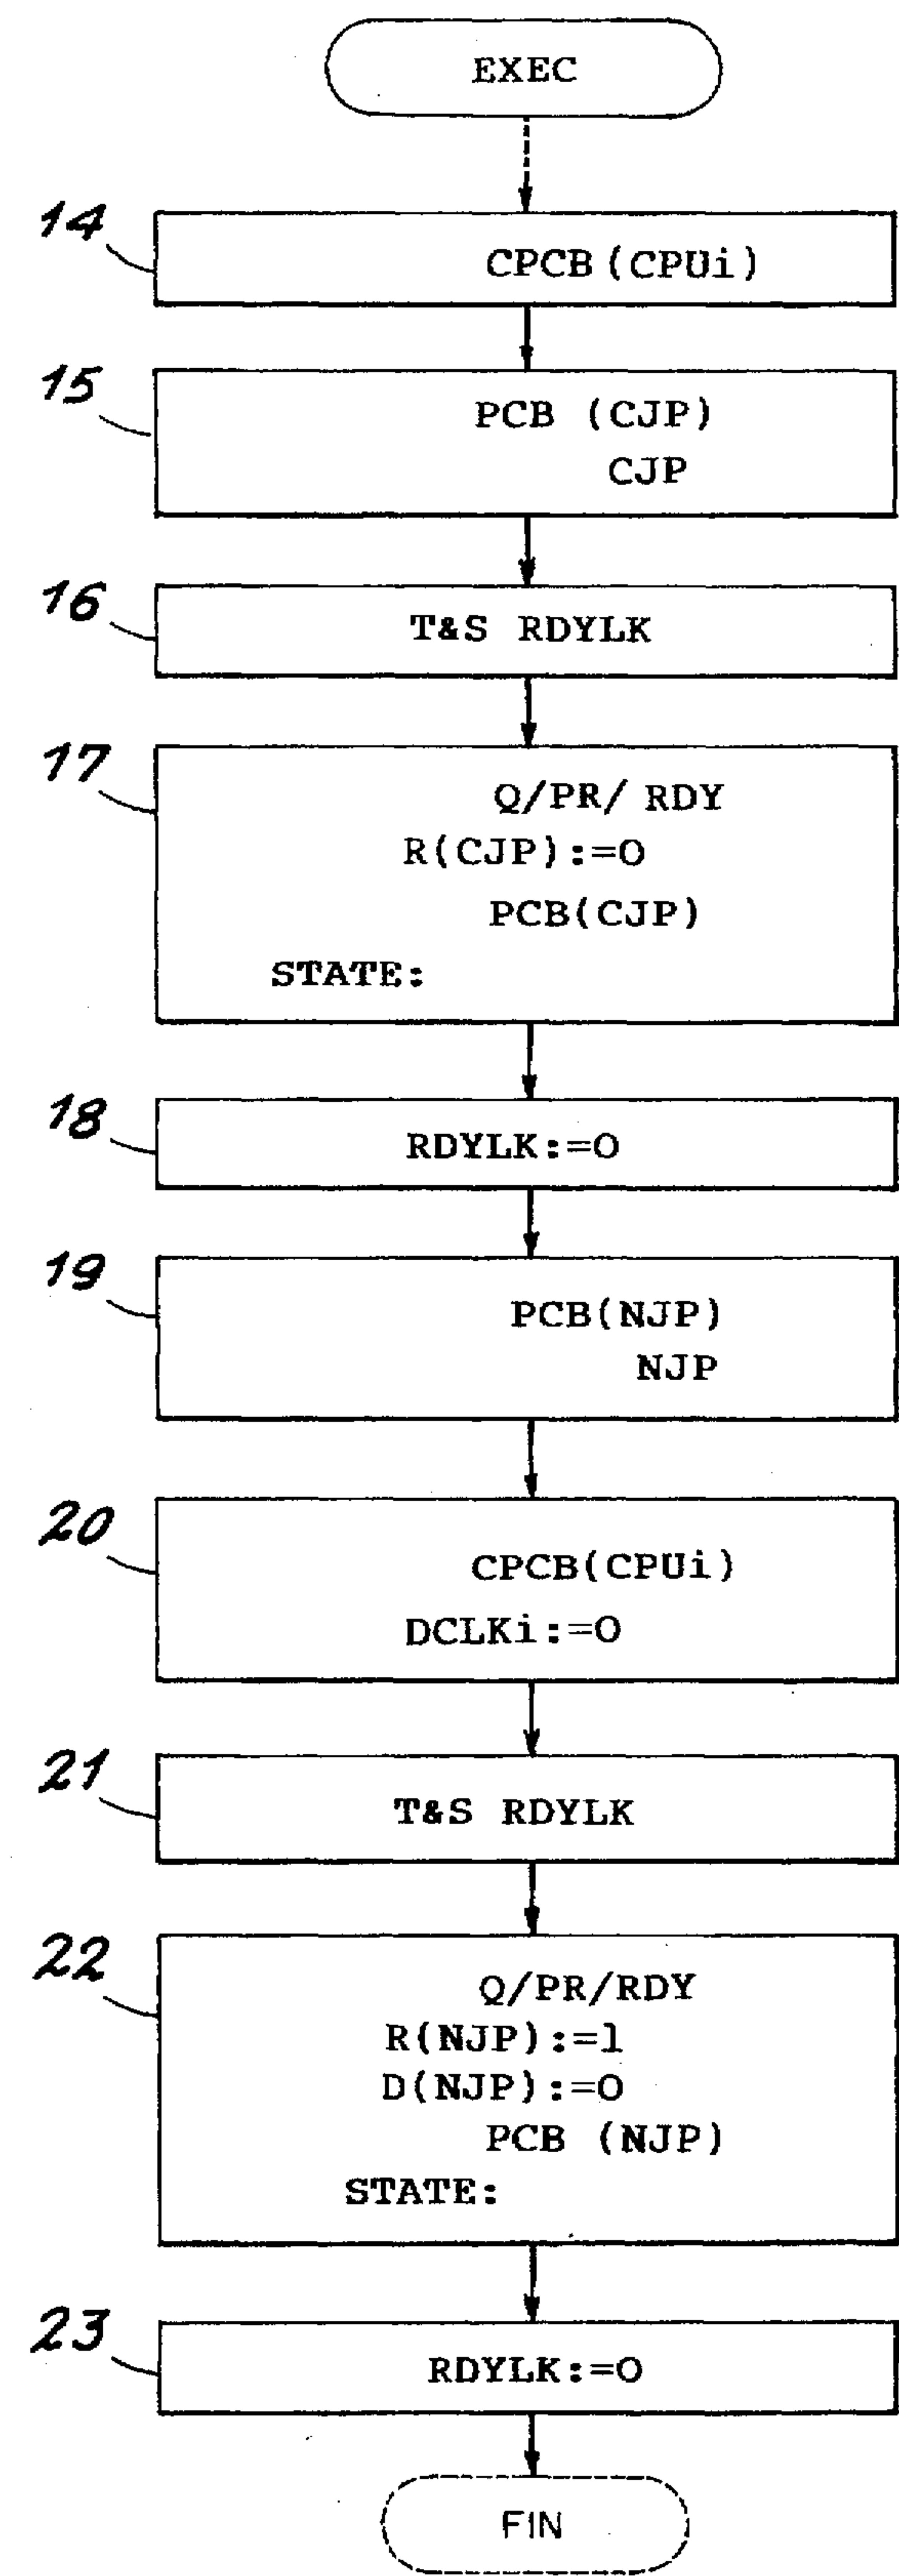 EXEC
14
CPCB (CPUi)
15
PCB (CJP)
CJP
16
T&S RDYLK
17
Q/PR/ RDY
R(CJP):=0
PCB(CJP)
STATE:
18
RDYLK:=0
19
PCB(NJP)
NJP
20
CPCB(CPUi)
DCLKi:=0
21
T&S RDYLK
22
Q/PR/RDY
R(NJP):=1
D(NJP):=0
PCB (NJP)
STATE:
23
RDYLK:=0
FIN